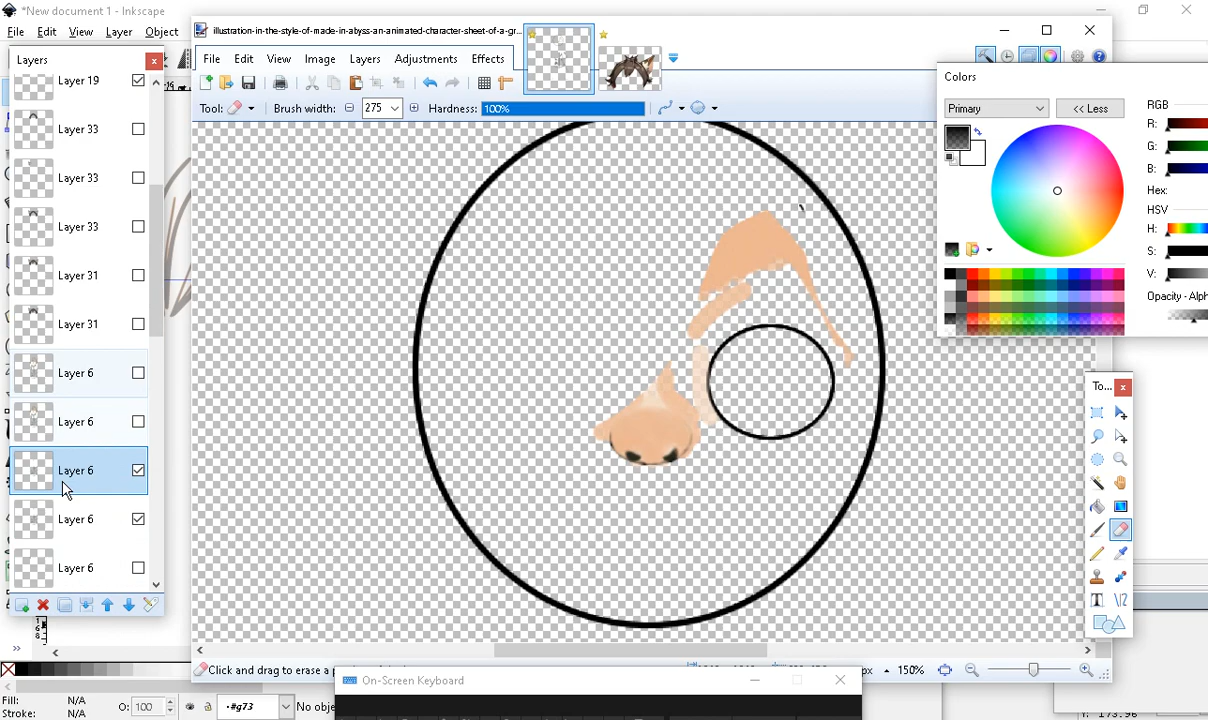 *New document 1 - Inkscape
File Edit View Layer Object
Layers
Layer 19
Layer 33
Layer 33
Layer 33
Layer 31
Layer 31
Layer 6
Layer 6
Layer 6
Layer 6
Layer 6
illustration-in-the-style-of-made-in-abyss-an-animated-character-sheet-of-a-gr...
File Edit View Image Layers Adjustments Effects
Tool: Brush width: 275 Hardness: 100%
Colors
Primary << Less
RGB
R:
G:
B:
Hex:
HSV
H:
S:
V:
Opacity - Alph
To...
Click and drag to erase a
px 150%
On-Screen Keyboard
Fill: N/A
Stroke: N/A
O: 100
#g73
No obje
Y: 173.96